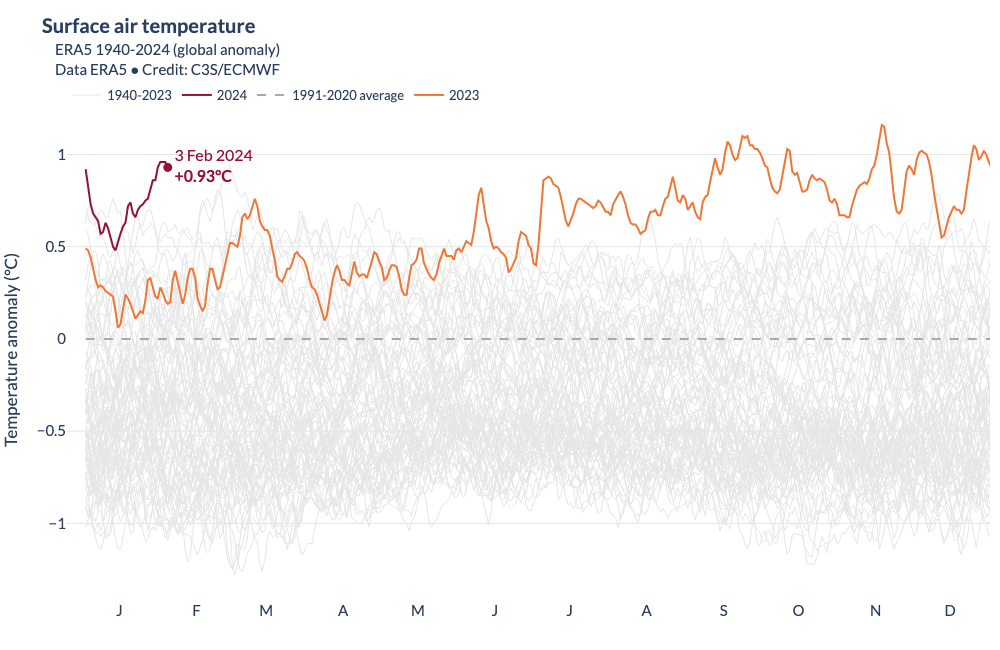 Surface air temperature
ERA5 1940-2024 (global anomaly)
Data ERA5 ● Credit: C3S/ECMWF
1940-2023 2024 1991-2020 average 2023
3 Feb 2024
+0.93°C
Temperature anomaly (°C)
1
0.5
0
−0.5
−1
J F M A M J J A S O N D